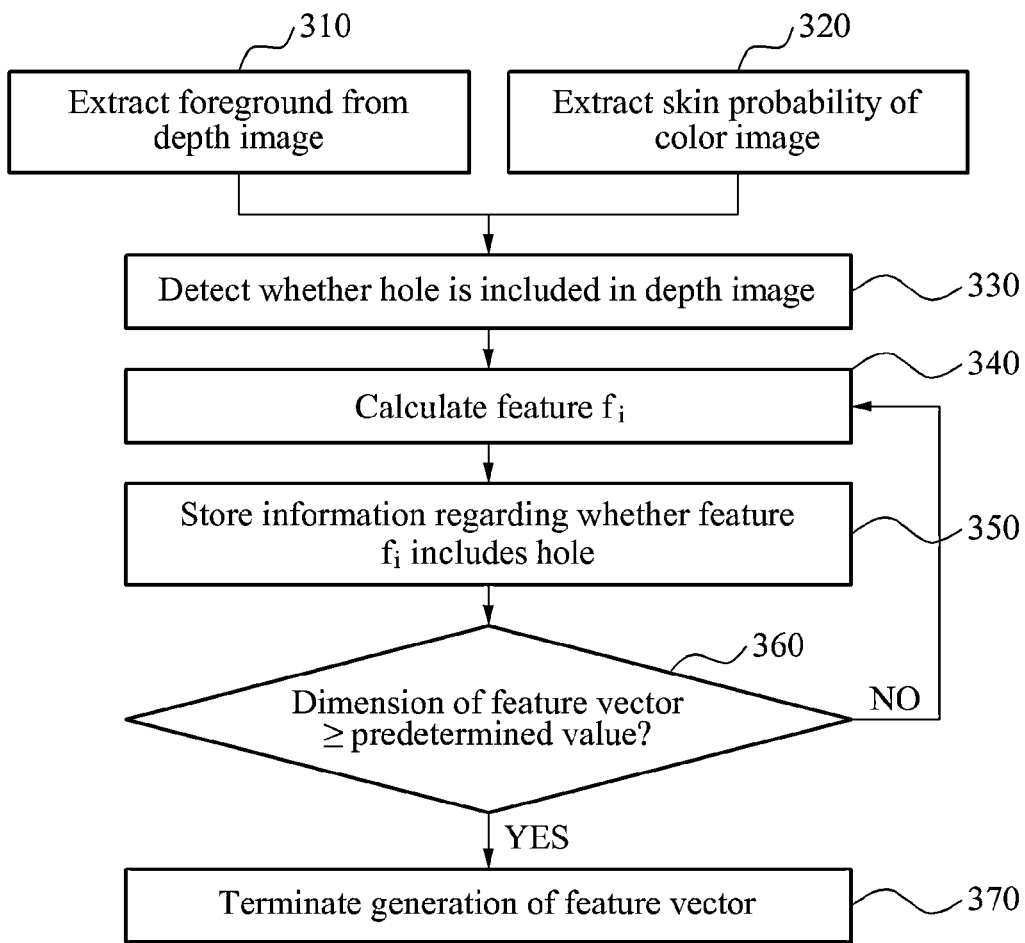 310
320
Extract foreground from
depth image
Extract skin probability of
color image
Detect whether hole is included in depth image
330
340
Calculate feature fi
Store information regarding whether feature
fi includes hole
350
360
Dimension of feature vector
≥ predetermined value?
NO
YES
Terminate generation of feature vector
370